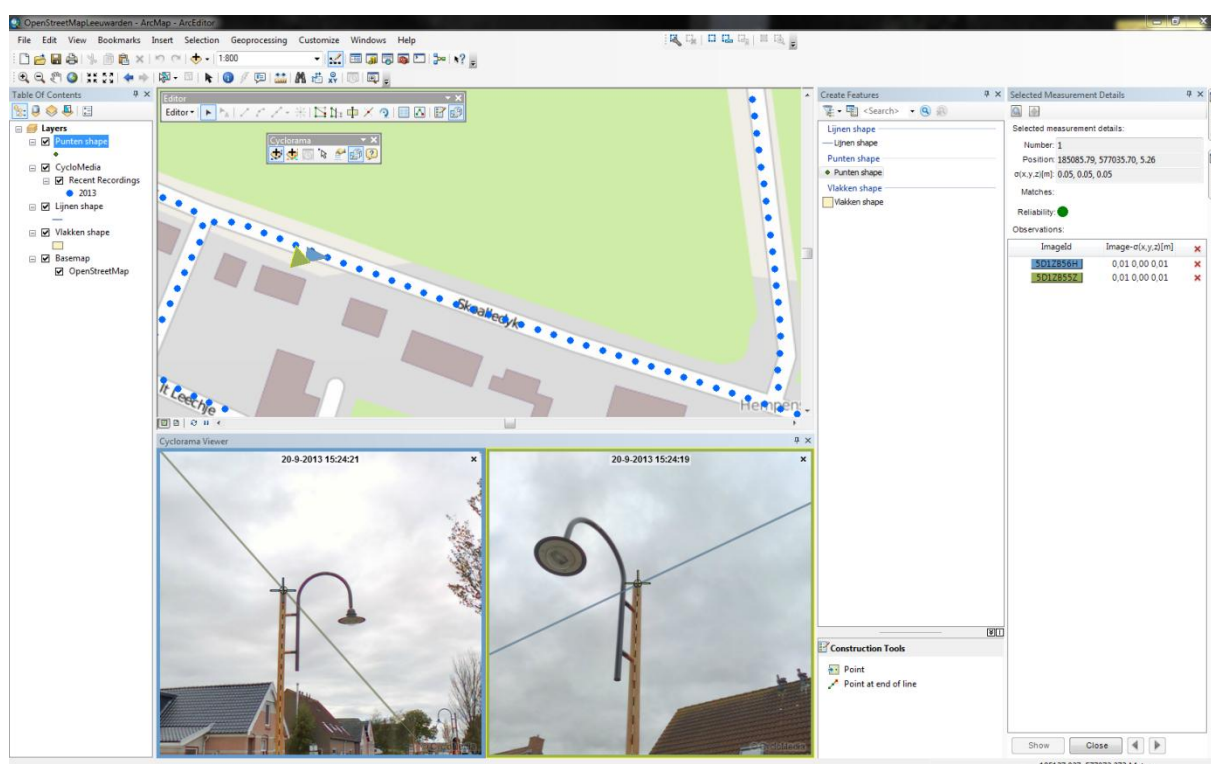 OpenStreetMapLeeuwarden - ArcMap - ArcEditor
File Edit View Bookmarks Insert Selection Geoprocessing Customize Windows Help
1:800
Table Of Contents
Layers
Punten shape
CycloMedia
Recent Recordings
2013
Lijnen shape
Vlakken shape
Basemap
OpenStreetMap
Editor
Editor
Cyclorama
Skoalledyk
It Leechje
Hempens
Cyclorama Viewer
20-9-2013 15:24:21
20-9-2013 15:24:19
Create Features
<Search>
Lijnen shape
Lijnen shape
Punten shape
Punten shape
Vlakken shape
Vlakken shape
Construction Tools
Point
Point at end of line
Selected Measurement Details
Selected measurement details:
Number: 1
Position: 185085.79, 577035.70, 5.26
σ(x,y,z)[m]: 0.05, 0.05, 0.05
Matches:
Reliability:
Observations:
ImageId Image-σ(x,y,z)[m]
5D1ZB56H 0,01 0,00 0,01
5D1ZB55Z 0,01 0,00 0,01
Show Close